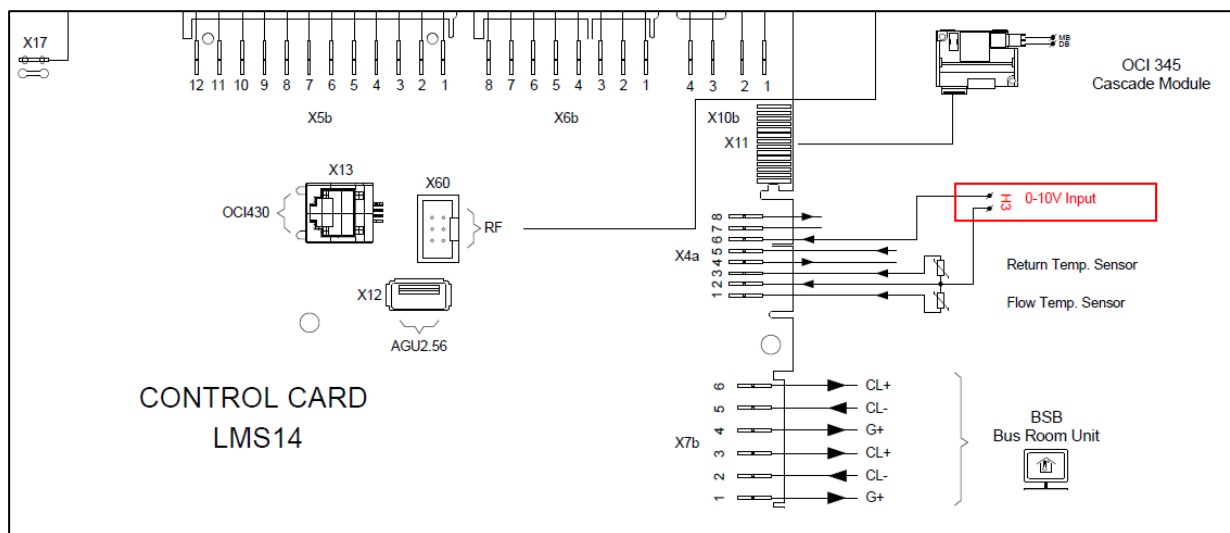 X17
12 11 10 9 8 7 6 5 4 3 2 1
X5b
8 7 6 5 4 3 2 1
X6b
4 3 2 1
X10b
X11
MB
DB
OCI 345
Cascade Module
X13
OCI430
X60
RF
X12
AGU2.56
H3
0-10V Input
8
7
6
5
4
3
2
1
X4a
Return Temp. Sensor
Flow Temp. Sensor
CONTROL CARD
LMS14
6 CL+
5 CL-
4 G+
3 CL+
2 CL-
1 G+
X7b
BSB
Bus Room Unit